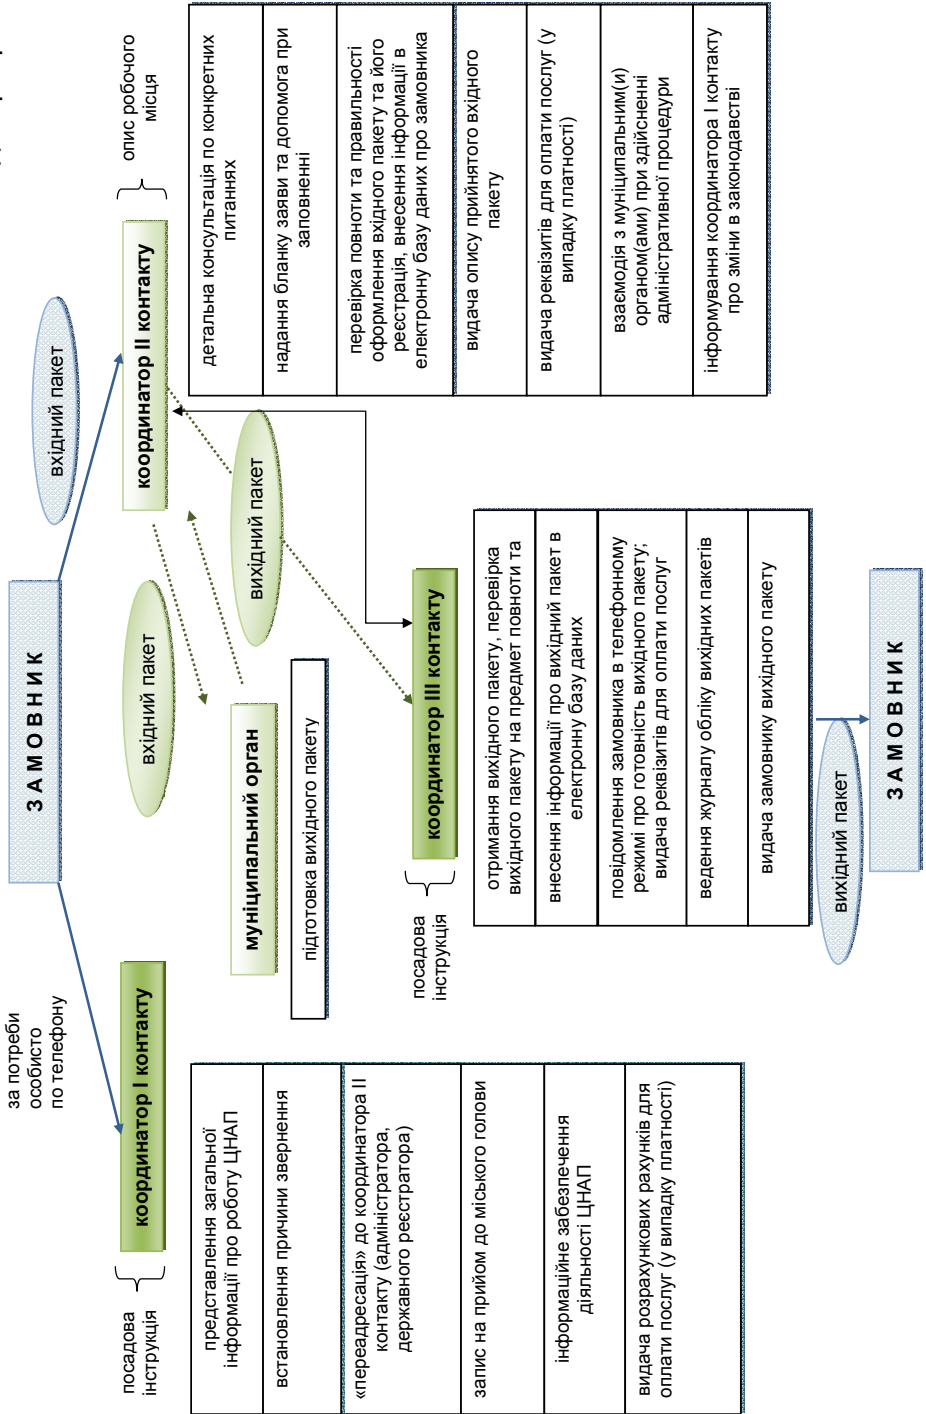 З А М О В Н И К
за потреби
особисто
по телефону
вхідний пакет
посадова
інструкція
координатор І контакту
представлення загальної
інформації про роботу ЦНАП
встановлення причини звернення
«переадресація» до координатора ІІ
контакту (адміністратора,
державного реєстратора)
запис на прийом до міського голови
інформаційне забезпечення
діяльності ЦНАП
видача розрахункових рахунків для
оплати послуг (у випадку платності)
вхідний пакет
муніципальний орган
підготовка вихідного пакету
вихідний пакет
координатор ІІ контакту
опис робочого
місця
детальна консультація по конкретних
питаннях
надання бланку заяви та допомога при
заповненні
перевірка повноти та правильності
оформлення вхідного пакету та його
реєстрація, внесення інформації в
електронну базу даних про замовника
видача опису прийнятого вхідного
пакету
видача реквізитів для оплати послуг (у
випадку платності)
взаємодія з муніципальним(и)
органом(ами) при здійсненні
адміністративної процедури
інформування координатора І контакту
про зміни в законодавстві
посадова
інструкція
координатор ІІІ контакту
отримання вихідного пакету, перевірка
вихідного пакету на предмет повноти та
внесення інформації про вихідний пакет в
електронну базу даних
повідомлення замовника в телефонному
режимі про готовність вихідного пакету;
видача реквізитів для оплати послуг
ведення журналу обліку вихідних пакетів
видача замовнику вихідного пакету
вихідний пакет
З А М О В Н И К